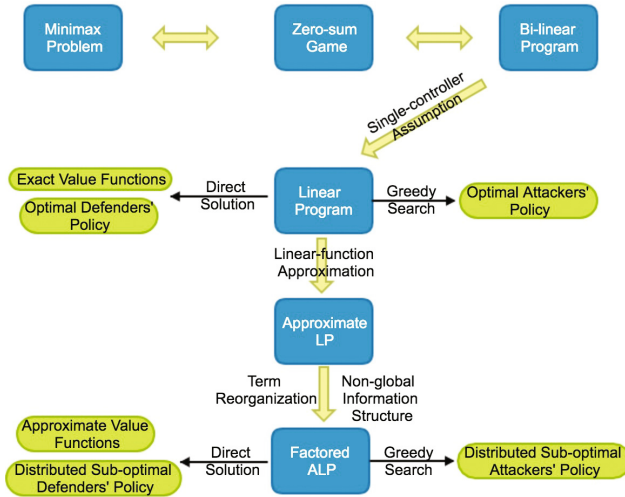 Minimax
Problem
Zero-sum
Game
Bi-linear
Program
Single-controller
Assumption
Exact Value Functions
Optimal Defenders'
Policy
Direct
Solution
Linear
Program
Greedy
Search
Optimal Attackers'
Policy
Linear-function
Approximation
Approximate
LP
Term
Reorganization
Non-global
Information
Structure
Approximate Value
Functions
Distributed Sub-optimal
Defenders' Policy
Direct
Solution
Factored
ALP
Greedy
Search
Distributed Sub-optimal
Attackers' Policy